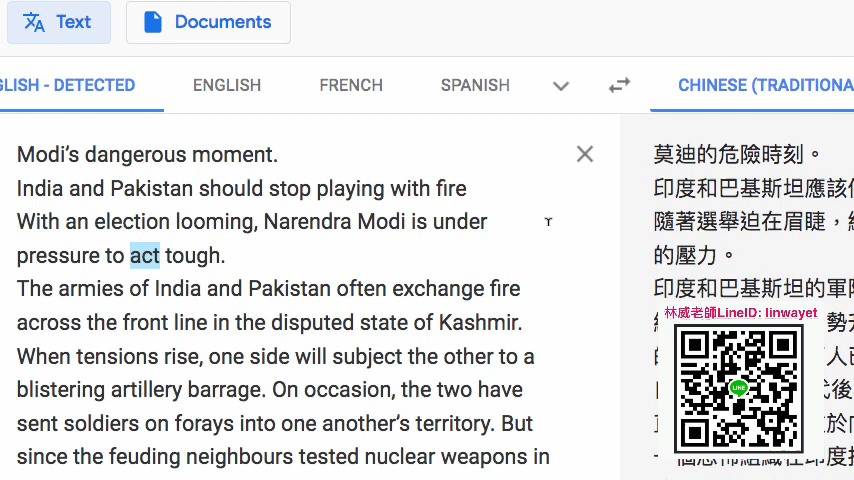 Text
Documents
GLISH - DETECTED
ENGLISH
FRENCH
SPANISH
CHINESE (TRADITIONA
Modi's dangerous moment.
India and Pakistan should stop playing with fire
With an election looming, Narendra Modi is under
pressure to act tough.
The armies of India and Pakistan often exchange fire
across the front line in the disputed state of Kashmir.
When tensions rise, one side will subject the other to a
blistering artillery barrage. On occasion, the two have
sent soldiers on forays into one another's territory. But
since the feuding neighbours tested nuclear weapons in
莫迪的危險時刻。
印度和巴基斯坦應該
隨著選舉迫在眉睫，
的壓力。
印度和巴基斯坦的軍
林威老師LineID: linwayet
LINE